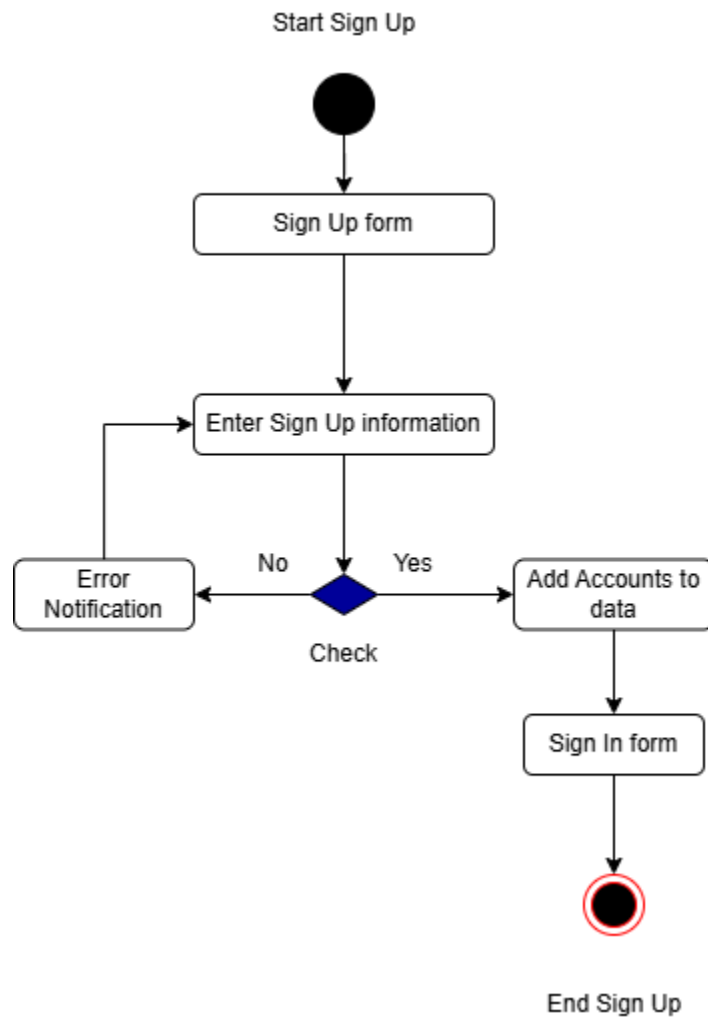 Start Sign Up
Sign Up form
Enter Sign Up information
No
Yes
Error
Notification
Add Accounts to
data
Check
Sign In form
End Sign Up